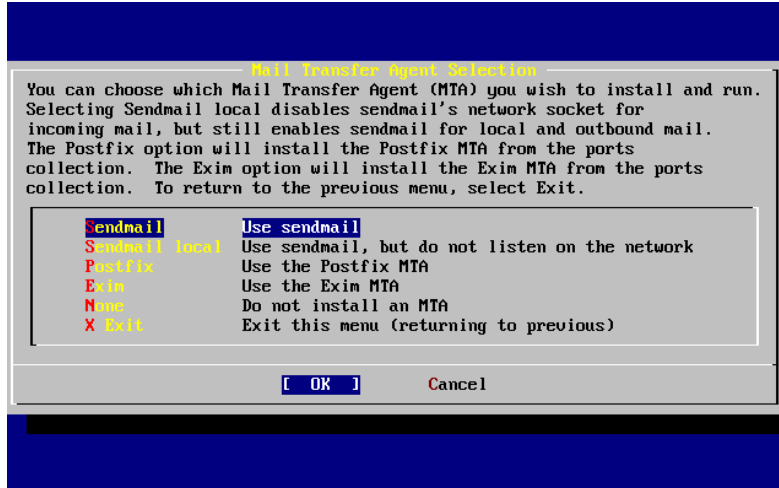 Mail Transfer Agent Selection
You can choose which Mail Transfer Agent (MTA) you wish to install and run.
Selecting Sendmail local disables sendmail's network socket for
incoming mail, but still enables sendmail for local and outbound mail.
The Postfix option will install the Postfix MTA from the ports
collection.  The Exim option will install the Exim MTA from the ports
collection.  To return to the previous menu, select Exit.
Sendmail Use sendmail
Sendmail local Use sendmail, but do not listen on the network
Postfix Use the Postfix MTA
Exim Use the Exim MTA
None Do not install an MTA
X Exit Exit this menu (returning to previous)
[ OK ] Cancel